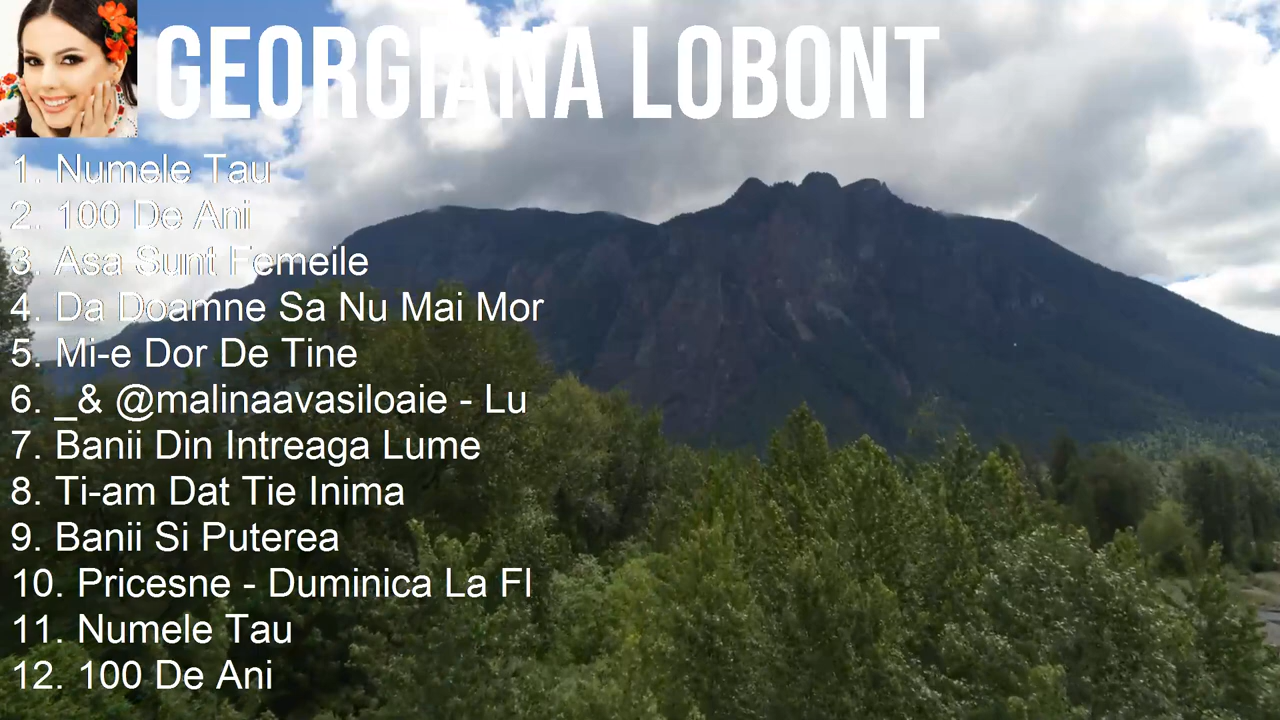 GEORGIANA LOBONT
1. Numele Tau
2. 100 De Ani
3. Asa Sunt Femeile
4. Da Doamne Sa Nu Mai Mor
5. Mi-e Dor De Tine
6. _& @malinaavasiloaie - Lu
7. Banii Din Intreaga Lume
8. Ti-am Dat Tie Inima
9. Banii Si Puterea
10. Pricesne - Duminica La Fl
11. Numele Tau
12. 100 De Ani